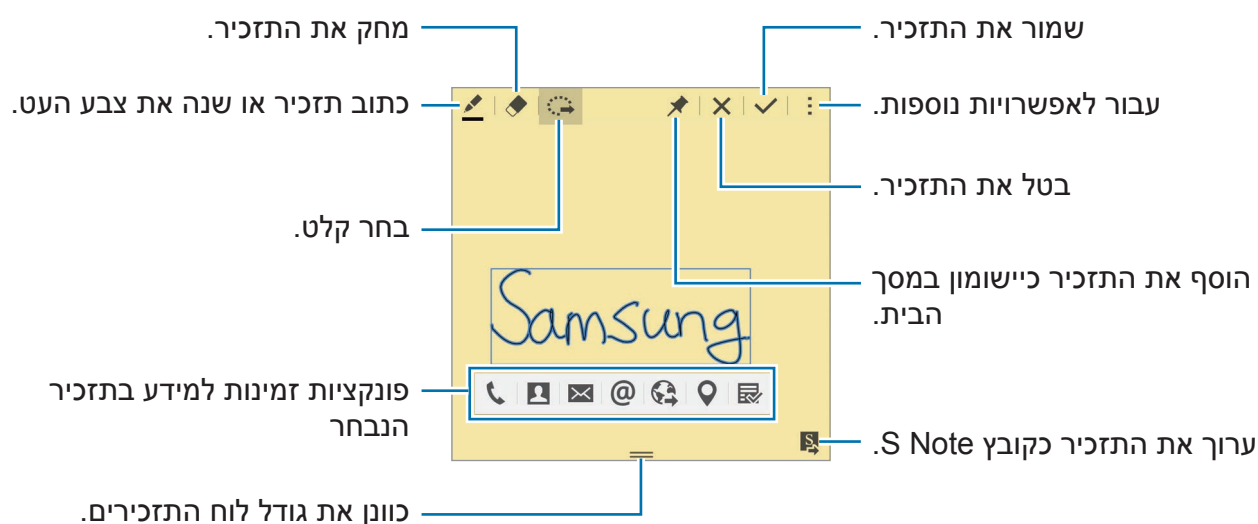 מחק את התזכיר.
שמור את התזכיר.
כתוב תזכיר או שנה את צבע העט.
עבור לאפשרויות נוספות.
בטל את התזכיר.
בחר קלט.
הוסף את התזכיר כיישומון במסך
הבית.
Samsung
פונקציות זמינות למידע בתזכיר
הנבחר
ערוך את התזכיר כקובץ S Note.
כוונן את גודל לוח התזכירים.